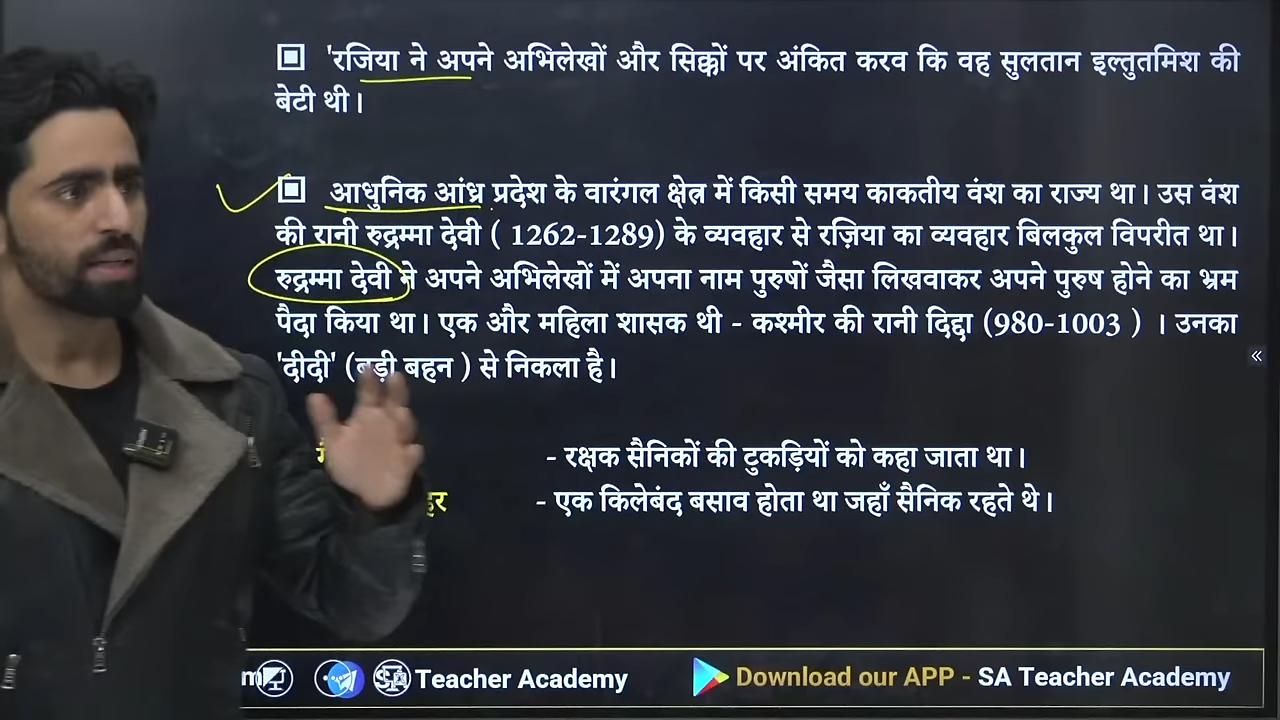 'रजिया ने अपने अभिलेखों और सिक्कों पर अंकित करव कि वह सुलतान इल्तुतमिश की
बेटी थी।
आधुनिक आंध्र प्रदेश के वारंगल क्षेत्र में किसी समय काकतीय वंश का राज्य था। उस वंश
की रानी रुद्रम्मा देवी ( 1262-1289) के व्यवहार से रज़िया का व्यवहार बिलकुल विपरीत था।
रुद्रम्मा देवी ने अपने अभिलेखों में अपना नाम पुरुषों जैसा लिखवाकर अपने पुरुष होने का भ्रम
पैदा किया था। एक और महिला शासक थी - कश्मीर की रानी दिद्दा (980-1003 ) । उनका
'दीदी' (बड़ी बहन ) से निकला है।
- रक्षक सैनिकों की टुकड़ियों को कहा जाता था।
हर - एक किलेबंद बसाव होता था जहाँ सैनिक रहते थे।
Teacher Academy
Download our APP - SA Teacher Academy